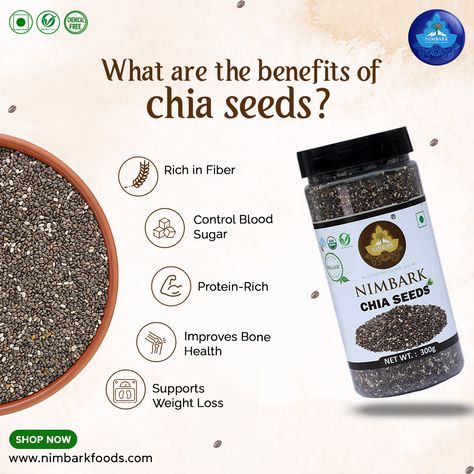 CHEMICAL
FREE
NIMBARK
What are the benefits of
chia seeds?
Rich in Fiber
Control Blood
Sugar
Protein-Rich
Improves Bone
Health
Supports
Weight Loss
ORGANIC
®
NIMBARK
CHIA SEEDS
NET WT. : 300g
SHOP NOW
www.nimbarkfoods.com